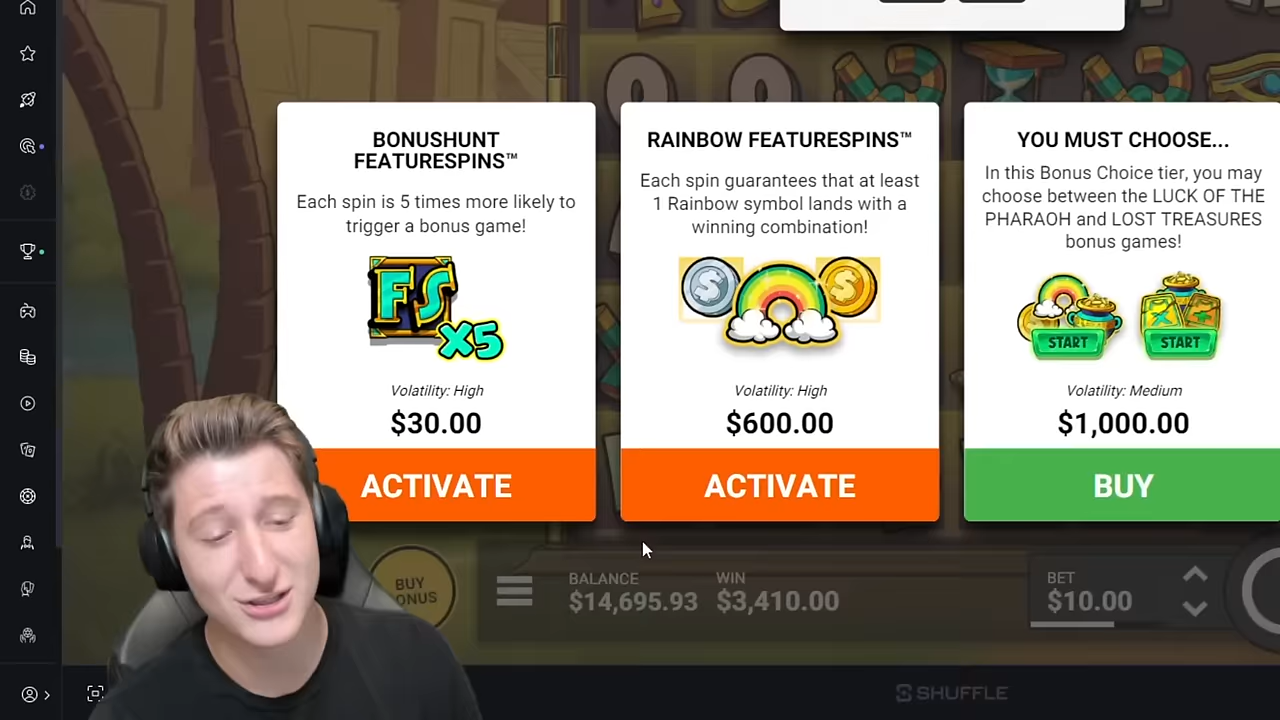 BONUSHUNT
FEATURESPINS™
Each spin is 5 times more likely to
trigger a bonus game!
FS
X5
Volatility: High
$30.00
ACTIVATE
RAINBOW FEATURESPINS™
Each spin guarantees that at least
1 Rainbow symbol lands with a
winning combination!
Volatility: High
$600.00
ACTIVATE
YOU MUST CHOOSE...
In this Bonus Choice tier, you may
choose between the LUCK OF THE
PHARAOH and LOST TREASURES
bonus games!
START
START
Volatility: Medium
$1,000.00
BUY
BUY
ONUS
BALANCE
$14,695.93
WIN
$3,410.00
BET
$10.00
SHUFFLE